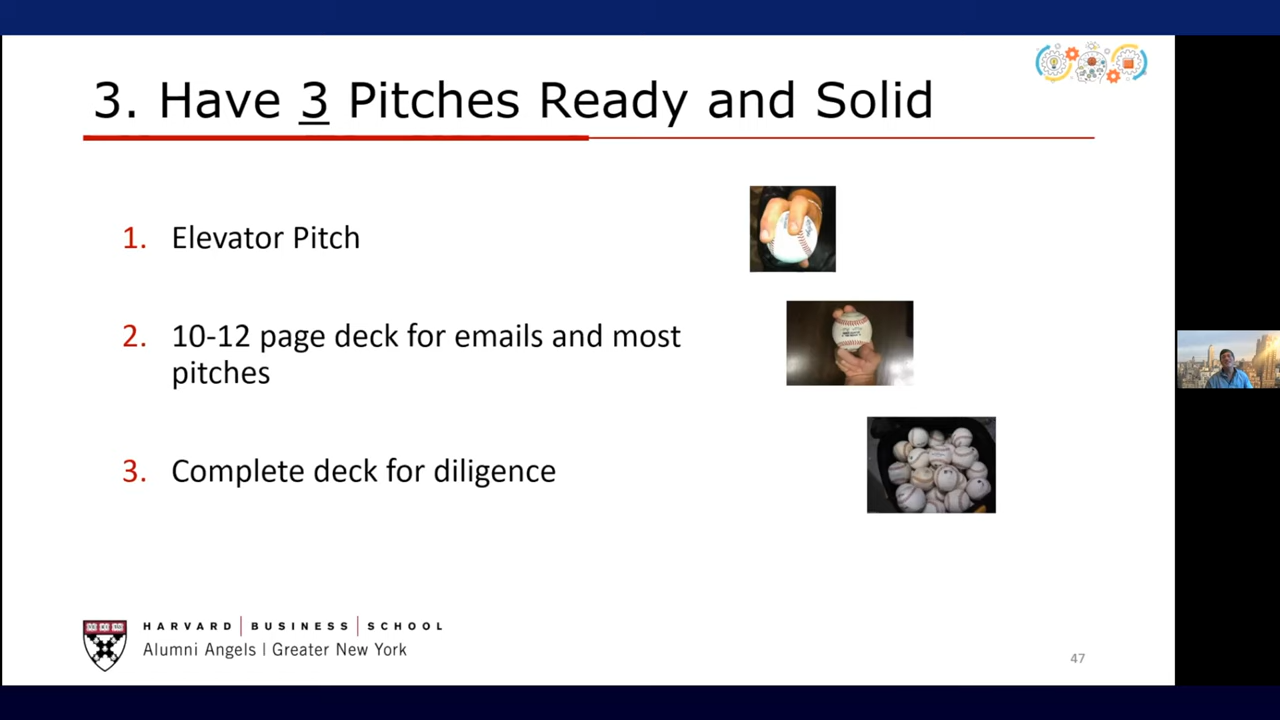 3. Have 3 Pitches Ready and Solid
1. Elevator Pitch
2. 10-12 page deck for emails and most
pitches
3. Complete deck for diligence
HARVARD | BUSINESS | SCHOOL
Alumni Angels | Greater New York
47